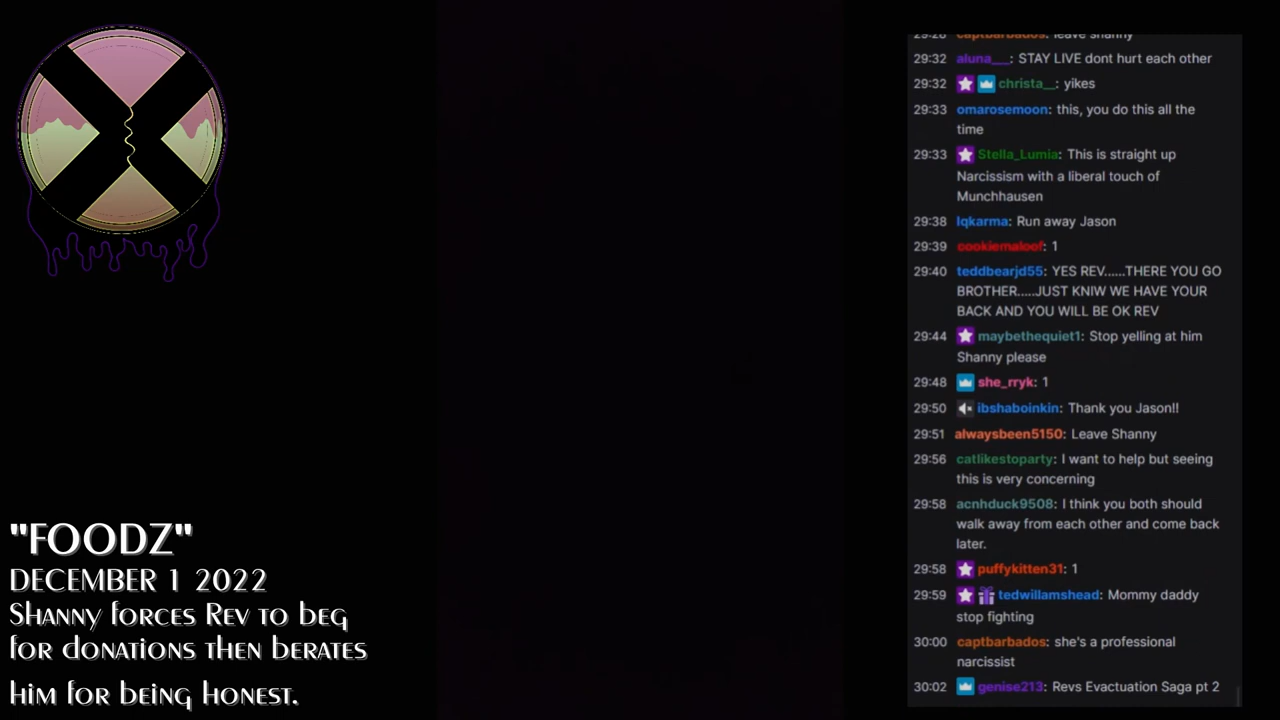 "FOODZ"
DECEMBER 1 2022
Shanny forces Rev to beg
for donations then berates
him for being honest.
29:28 captbarbados: leave shanny
29:32 aluna___: STAY LIVE dont hurt each other
29:32 christa__: yikes
29:33 omarosemoon: this, you do this all the
time
29:33 Stella_Lumia: This is straight up
Narcissism with a liberal touch of
Munchhausen
29:38 lqkarma: Run away Jason
29:39 cookiemaloof: 1
29:40 teddbearjd55: YES REV......THERE YOU GO
BROTHER.....JUST KNIW WE HAVE YOUR
BACK AND YOU WILL BE OK REV
29:44 maybethequiet1: Stop yelling at him
Shanny please
29:48 she_rryk: 1
29:50 ibshaboinkin: Thank you Jason!!
29:51 alwaysbeen5150: Leave Shanny
29:56 catlikestoparty: I want to help but seeing
this is very concerning
29:58 acnhduck9508: I think you both should
walk away from each other and come back
later.
29:58 puffykitten31: 1
29:59 tedwillamshead: Mommy daddy
stop fighting
30:00 captbarbados: she's a professional
narcissist
30:02 genise213: Revs Evactuation Saga pt 2